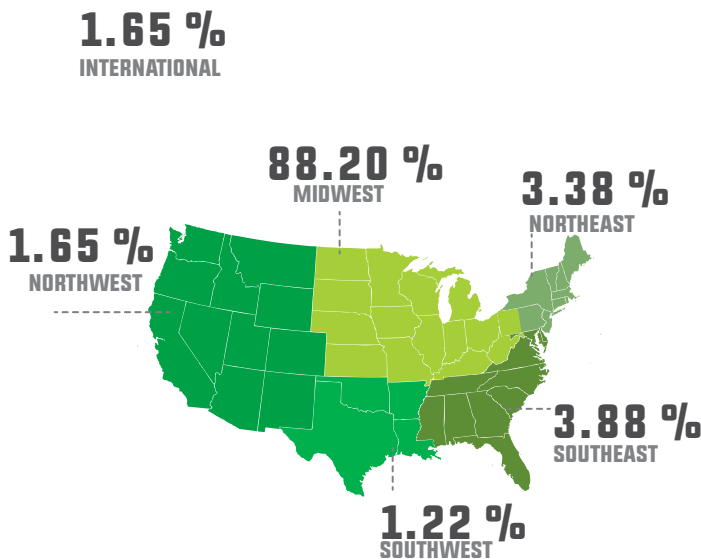 1.65 %
INTERNATIONAL
88.20 %
MIDWEST
3.38 %
NORTHEAST
1.65 %
NORTHWEST
3.88 %
SOUTHEAST
1.22 %
SOUTHWEST